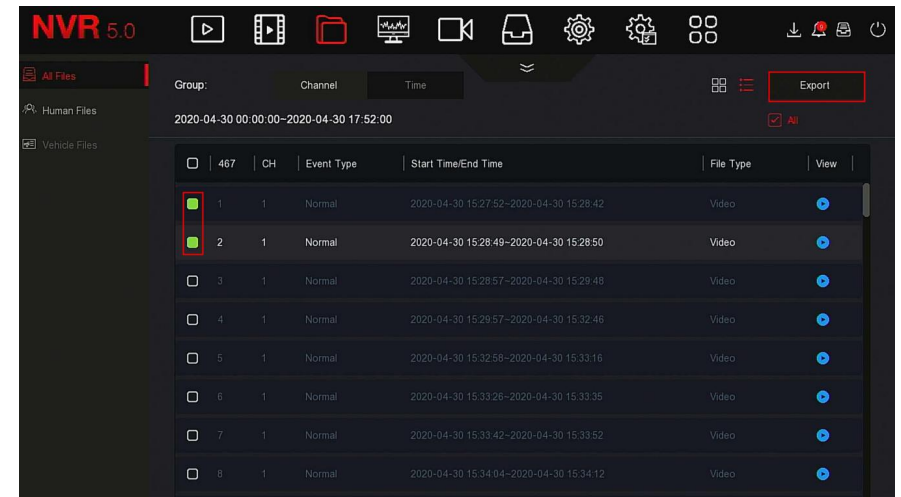 NVR 5.0
All Files
Human Files
Vehicle Files
Group: Channel Time Export
2020-04-30 00:00:00~2020-04-30 17:52:00 All
467 CH Event Type Start Time/End Time File Type View
1 1 Normal 2020-04-30 15:27:52~2020-04-30 15:28:42 Video
2 1 Normal 2020-04-30 15:28:49~2020-04-30 15:28:50 Video
3 1 Normal 2020-04-30 15:28:57~2020-04-30 15:29:48 Video
4 1 Normal 2020-04-30 15:29:57~2020-04-30 15:32:46 Video
5 1 Normal 2020-04-30 15:32:58~2020-04-30 15:33:16 Video
6 1 Normal 2020-04-30 15:33:26~2020-04-30 15:33:35 Video
7 1 Normal 2020-04-30 15:33:42~2020-04-30 15:33:52 Video
8 1 Normal 2020-04-30 15:34:04~2020-04-30 15:34:12 Video